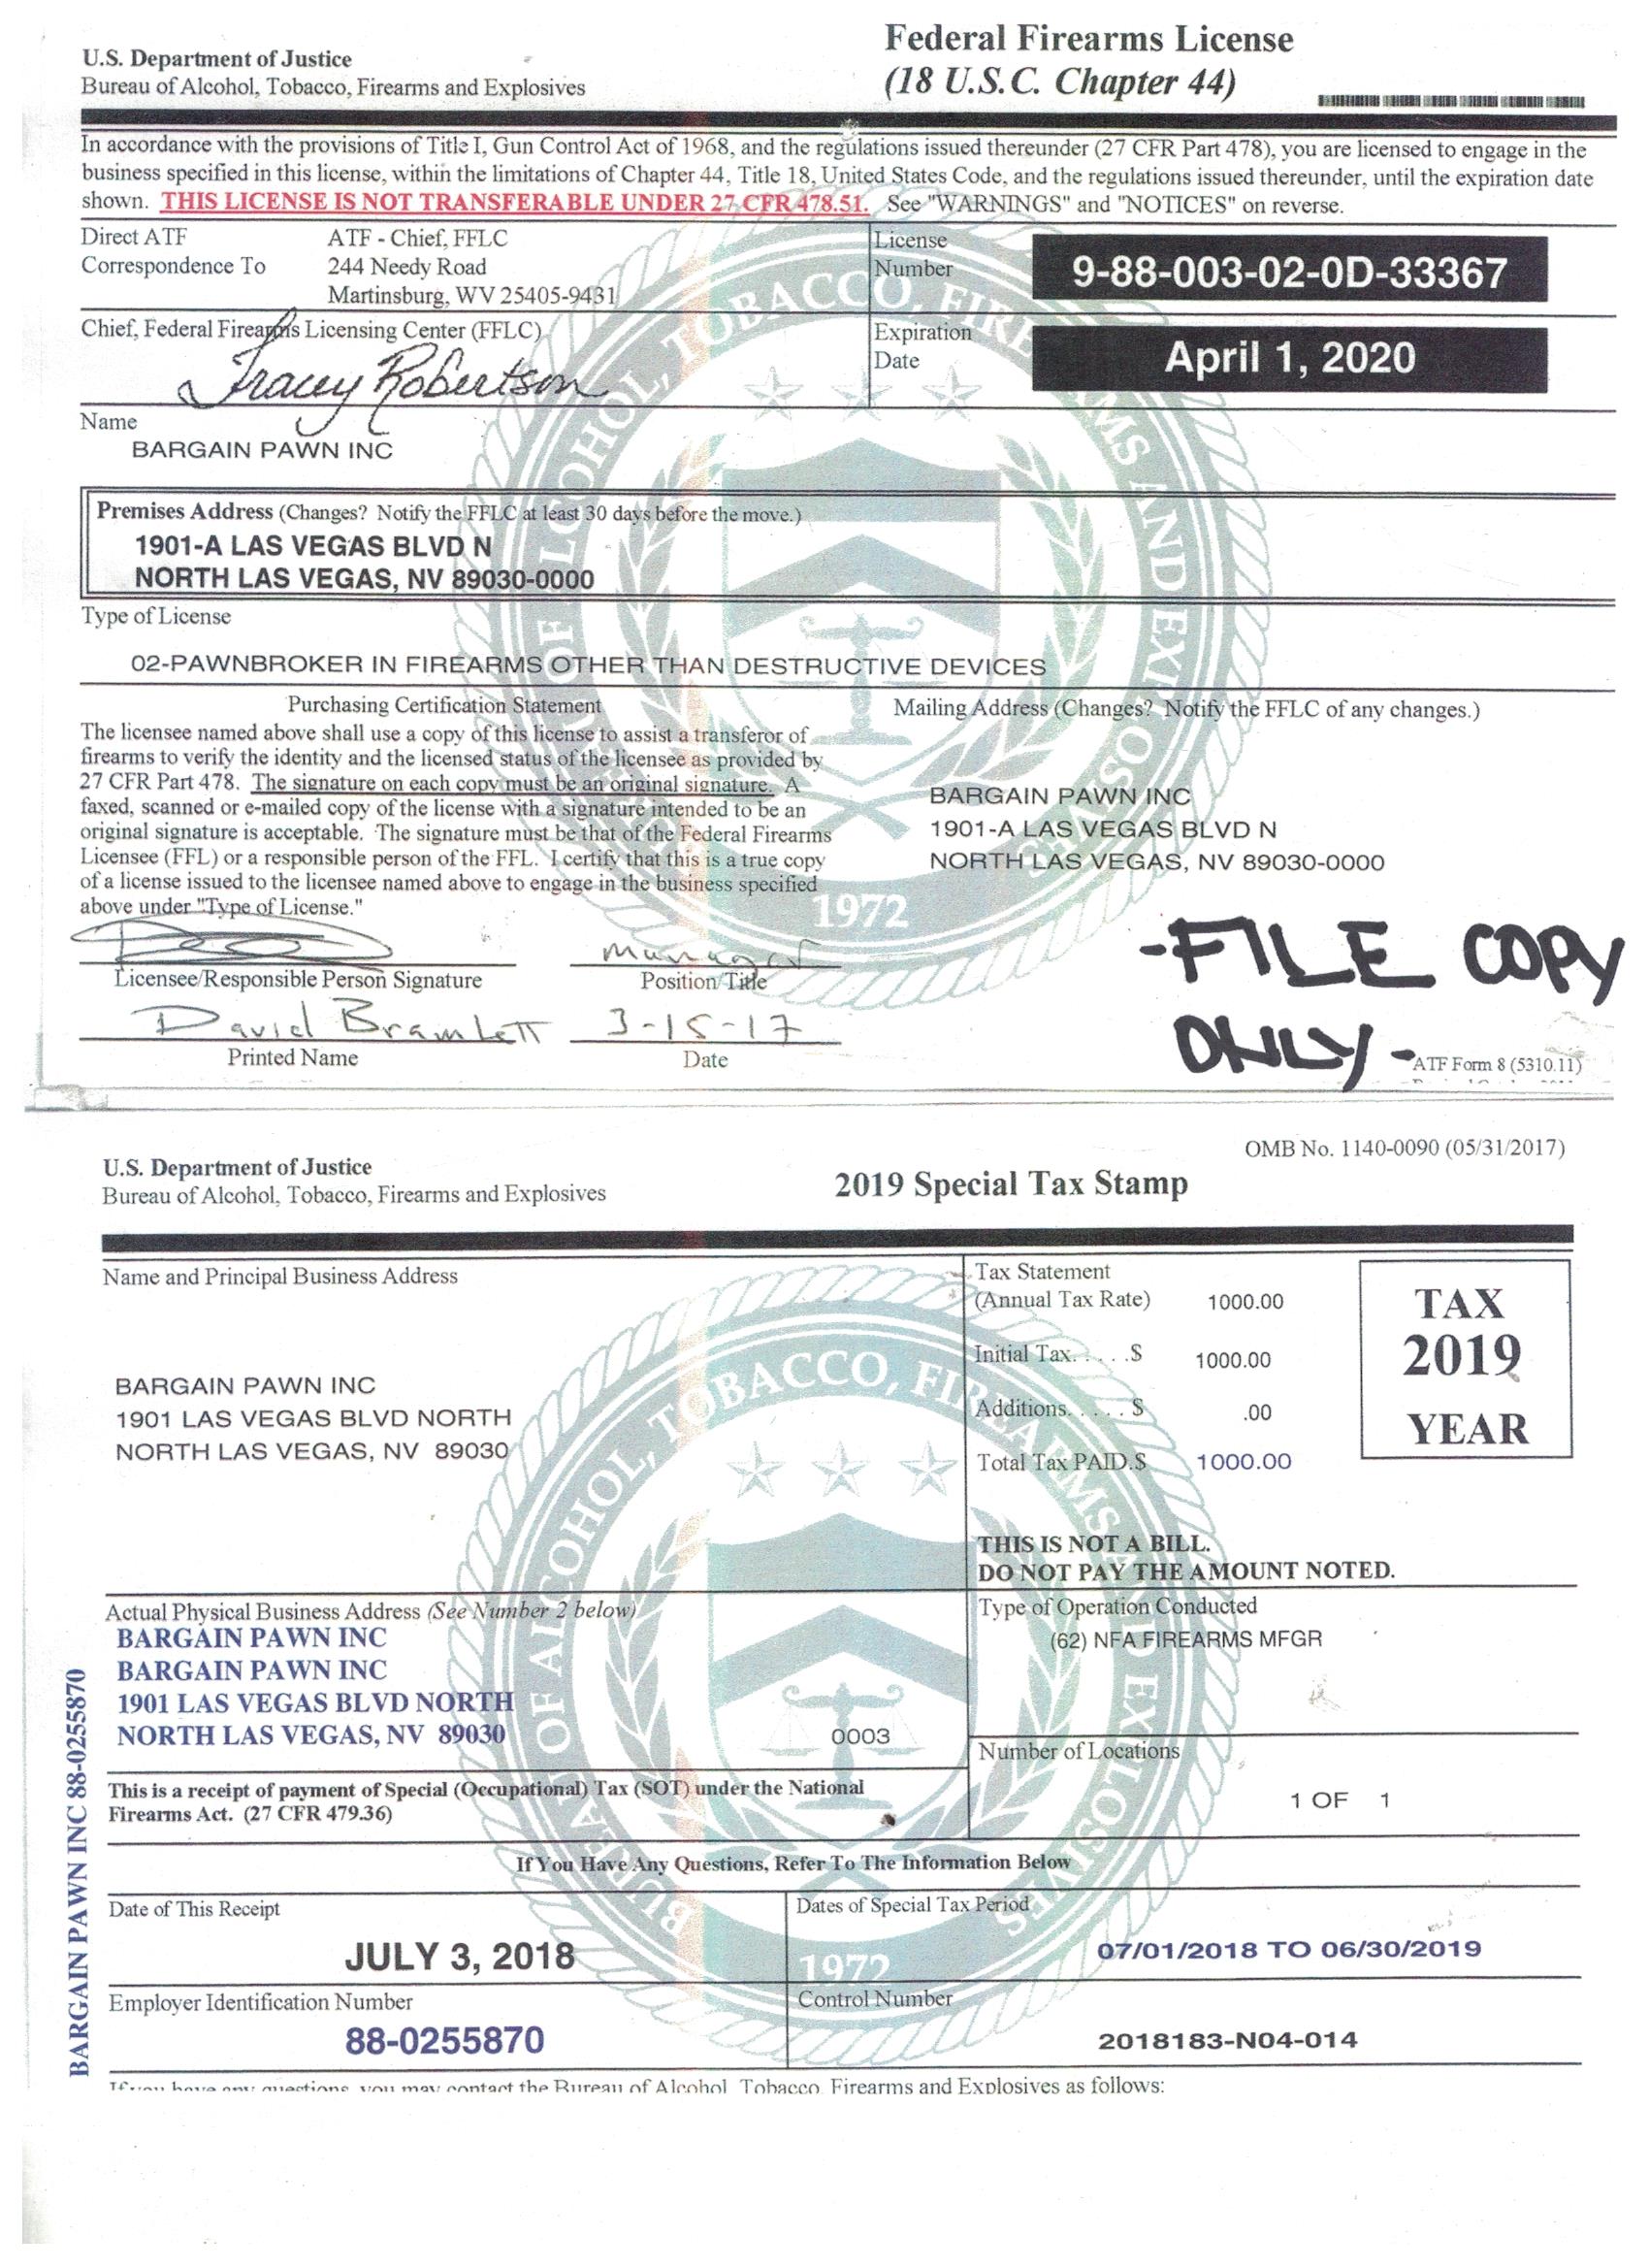 U.S. Department of Justice
Bureau of Alcohol, Tobacco, Firearms and Explosives
Federal Firearms License
(18 U.S.C. Chapter 44)
In accordance with the provisions of Title I, Gun Control Act of 1968, and the regulations issued thereunder (27 CFR Part 478), you are licensed to engage in the
business specified in this license, within the limitations of Chapter 44, Title 18, United States Code, and the regulations issued thereunder, until the expiration date
shown. THIS LICENSE IS NOT TRANSFERABLE UNDER 27 CFR 478.51. See "WARNINGS" and "NOTICES" on reverse.
Direct ATF
Correspondence To
ATF - Chief, FFLC
244 Needy Road
Martinsburg, WV 25405-9431
License
Number
9-88-003-02-0D-33367
Chief, Federal Firearms Licensing Center (FFLC)
Tracey Robertson
Expiration
Date
April 1, 2020
Name
BARGAIN PAWN INC
Premises Address (Changes? Notify the FFLC at least 30 days before the move.)
1901-A LAS VEGAS BLVD N
NORTH LAS VEGAS, NV 89030-0000
Type of License
02-PAWNBROKER IN FIREARMS OTHER THAN DESTRUCTIVE DEVICES
Purchasing Certification Statement
The licensee named above shall use a copy of this license to assist a transferor of
firearms to verify the identity and the licensed status of the licensee as provided by
27 CFR Part 478. The signature on each copy must be an original signature. A
faxed, scanned or e-mailed copy of the license with a signature intended to be an
original signature is acceptable. The signature must be that of the Federal Firearms
Licensee (FFL) or a responsible person of the FFL. I certify that this is a true copy
of a license issued to the licensee named above to engage in the business specified
above under "Type of License."
Mailing Address (Changes? Notify the FFLC of any changes.)
BARGAIN PAWN INC
1901-A LAS VEGAS BLVD N
NORTH LAS VEGAS, NV 89030-0000
1972
Manager
Licensee/Responsible Person Signature
Position/Title
David Bramlett
3-15-17
Printed Name
Date
-FILE COPY
ONLY-
ATF Form 8 (5310.11)
OMB No. 1140-0090 (05/31/2017)
U.S. Department of Justice
Bureau of Alcohol, Tobacco, Firearms and Explosives
2019 Special Tax Stamp
Name and Principal Business Address
BARGAIN PAWN INC
1901 LAS VEGAS BLVD NORTH
NORTH LAS VEGAS, NV 89030
Tax Statement
(Annual Tax Rate) 1000.00
Initial Tax. . . . .$ 1000.00
Additions. . . . . $ .00
Total Tax PAID.$ 1000.00
TAX
2019
YEAR
THIS IS NOT A BILL.
DO NOT PAY THE AMOUNT NOTED.
Actual Physical Business Address (See Number 2 below)
BARGAIN PAWN INC
BARGAIN PAWN INC
1901 LAS VEGAS BLVD NORTH
NORTH LAS VEGAS, NV 89030
0003
Type of Operation Conducted
(62) NFA FIREARMS MFGR
Number of Locations
1 OF 1
This is a receipt of payment of Special (Occupational) Tax (SOT) under the National
Firearms Act. (27 CFR 479.36)
If You Have Any Questions, Refer To The Information Below
Date of This Receipt
JULY 3, 2018
Dates of Special Tax Period
07/01/2018 TO 06/30/2019
1972
Employer Identification Number
88-0255870
Control Number
2018183-N04-014
BARGAIN PAWN INC 88-0255870
If you have any questions, you may contact the Bureau of Alcohol, Tobacco, Firearms and Explosives as follows: